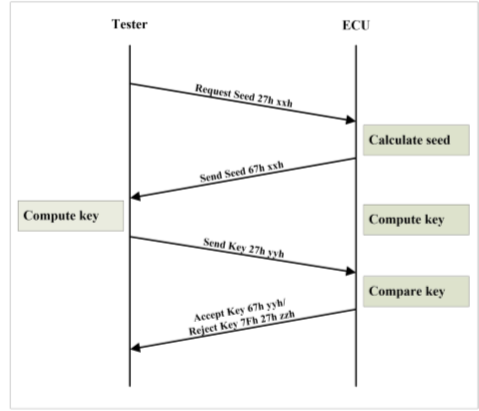 Tester
ECU
Request Seed 27h xxh
Calculate seed
Send Seed 67h xxh
Compute key
Compute key
Send Key 27h yyh
Compare key
Accept Key 67h yyh/
Reject Key 7Fh 27h zzh